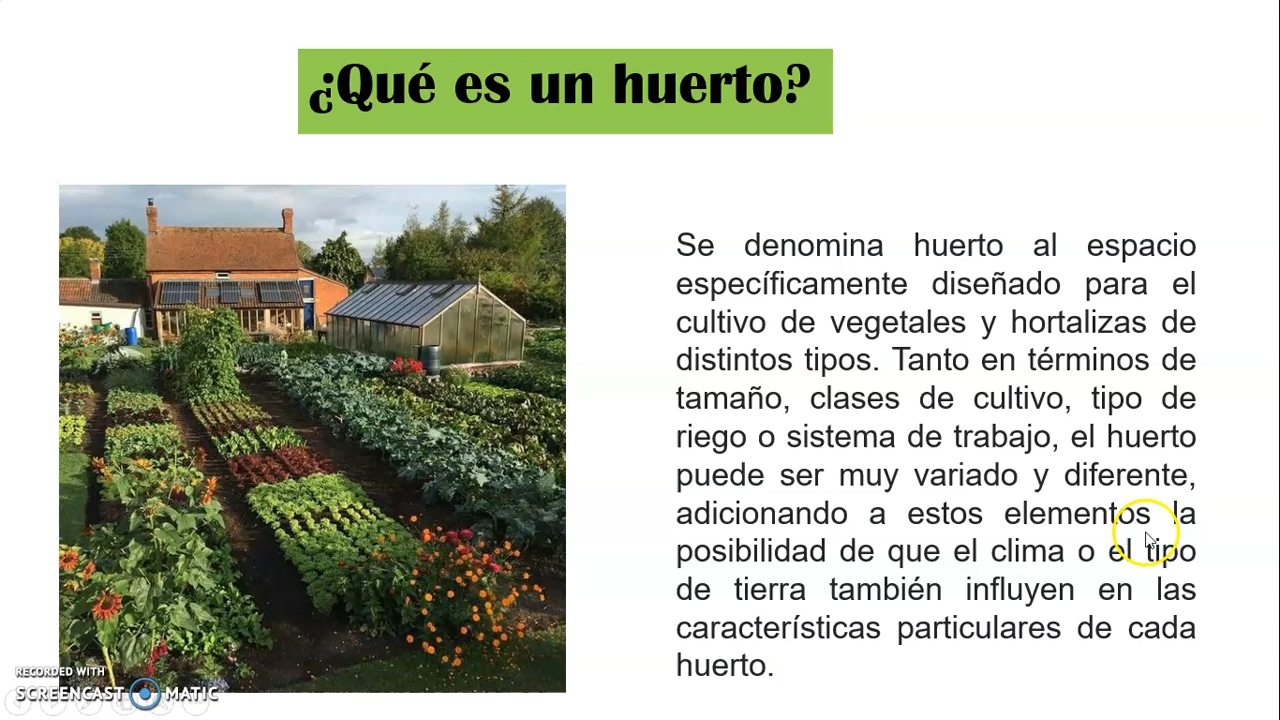 ¿Qué es un huerto?
Se denomina huerto al espacio
específicamente diseñado para el
cultivo de vegetales y hortalizas de
distintos tipos. Tanto en términos de
tamaño, clases de cultivo, tipo de
riego o sistema de trabajo, el huerto
puede ser muy variado y diferente,
adicionando a estos elementos la
posibilidad de que el clima o el tipo
de tierra también influyen en las
características particulares de cada
huerto.
RECORDED WITH
SCREENCAST MATIC